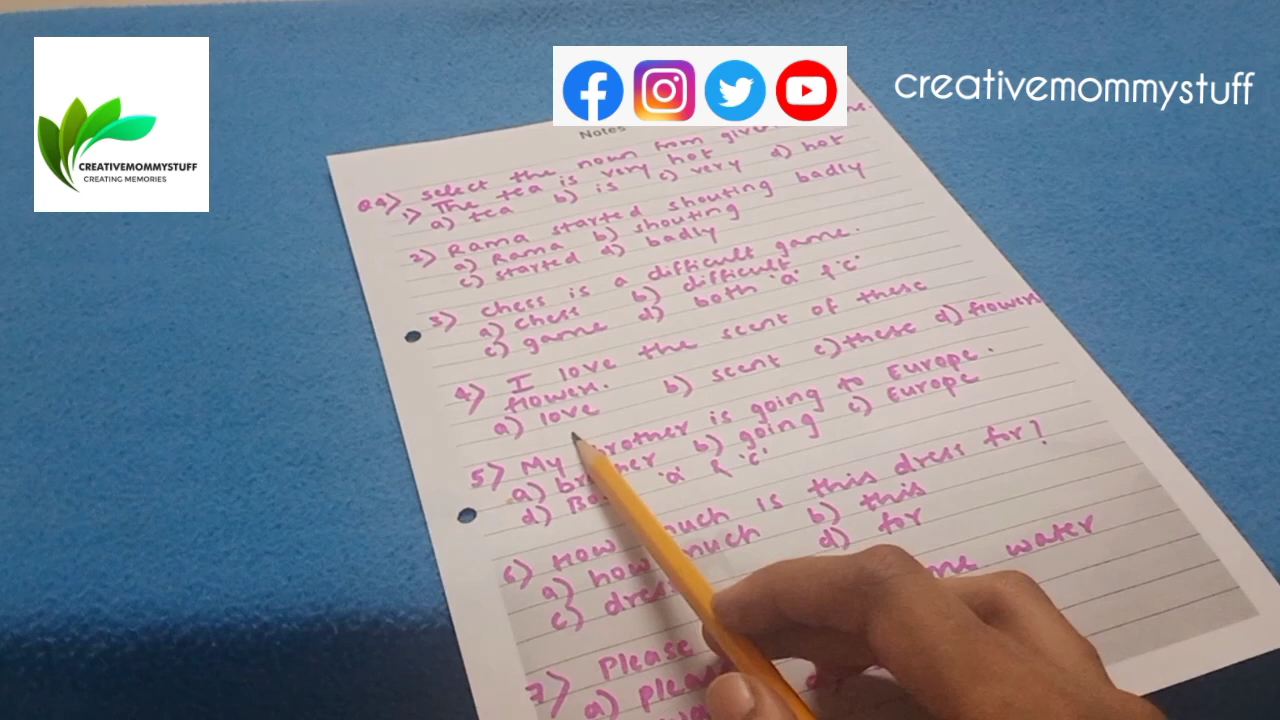 CREATIVEMOMMYSTUFF
CREATING MEMORIES
creativemommystuff
Notes
Q4) select the noun from given
1) The tea is very hot
a) tea b) is c) very d) hot
2) Rama started shouting badly
a) Rama b) shouting
c) started d) badly
3) chess is a difficult game.
a) chess b) difficult
c) game d) both 'a' & 'c'
4) I love the scent of these
flowers.
a) love b) scent c) these d) flowers
5) My brother is going to Europe.
a) brother b) going c) Europe
d) 'a' & 'c'
6) How much is this dress for?
a) how much b) this
c) dress d) for
7) Please water
a) please